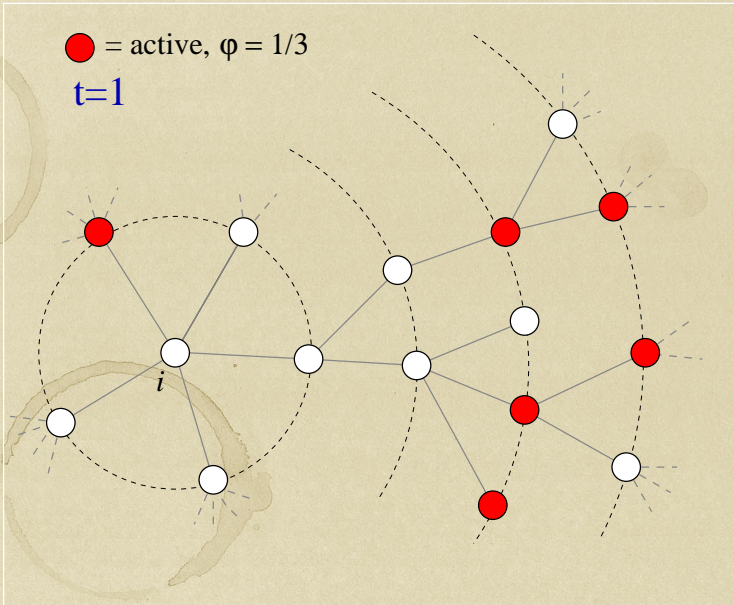 = active, φ = 1/3
t=1
i